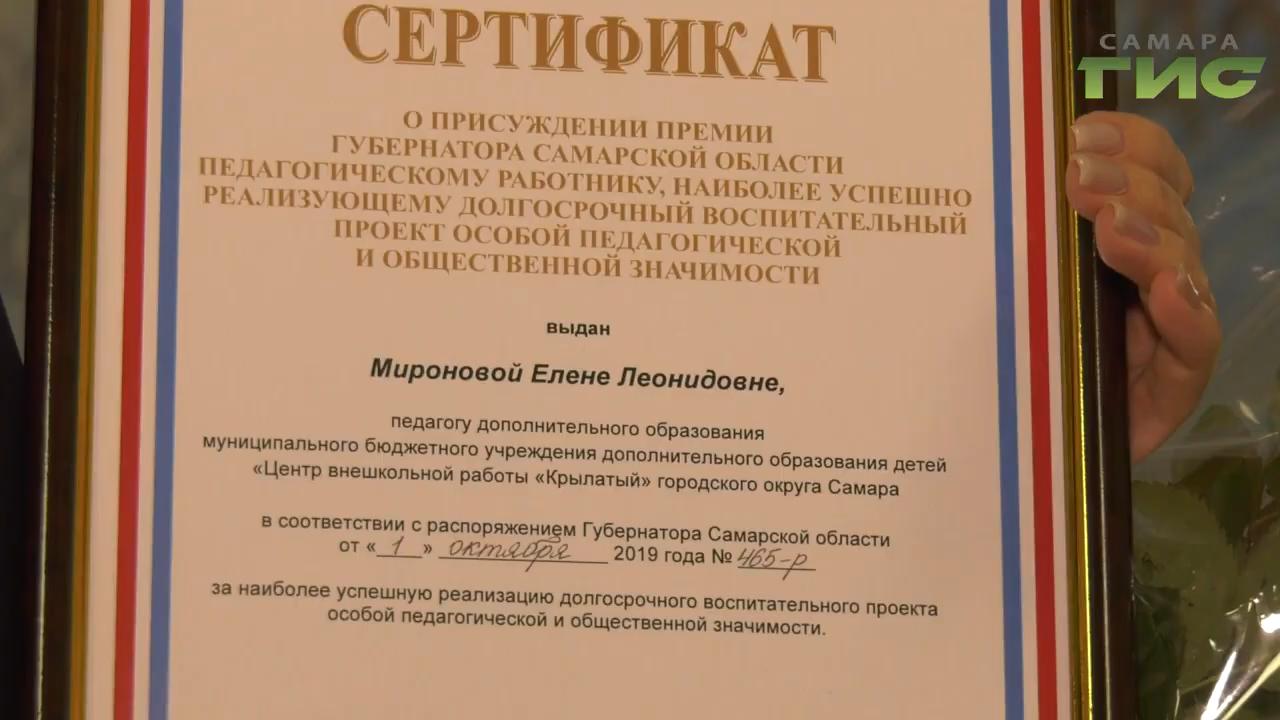 САМАРА
ГИС
СЕРТИФИКАТ
О ПРИСУЖДЕНИИ ПРЕМИИ
ГУБЕРНАТОРА САМАРСКОЙ ОБЛАСТИ
ПЕДАГОГИЧЕСКОМУ РАБОТНИКУ, НАИБОЛЕЕ УСПЕШНО
РЕАЛИЗУЮЩЕМУ ДОЛГОСРОЧНЫЙ ВОСПИТАТЕЛЬНЫЙ
ПРОЕКТ ОСОБОЙ ПЕДАГОГИЧЕСКОЙ
И ОБЩЕСТВЕННОЙ ЗНАЧИМОСТИ
выдан
Мироновой Елене Леонидовне,
педагогу дополнительного образования
муниципального бюджетного учреждения дополнительного образования детей
«Центр внешкольной работы «Крылатый» городского округа Самара
в соответствии с распоряжением Губернатора Самарской области
от «1» октября 2019 года № 465-р
за наиболее успешную реализацию долгосрочного воспитательного проекта
особой педагогической и общественной значимости.